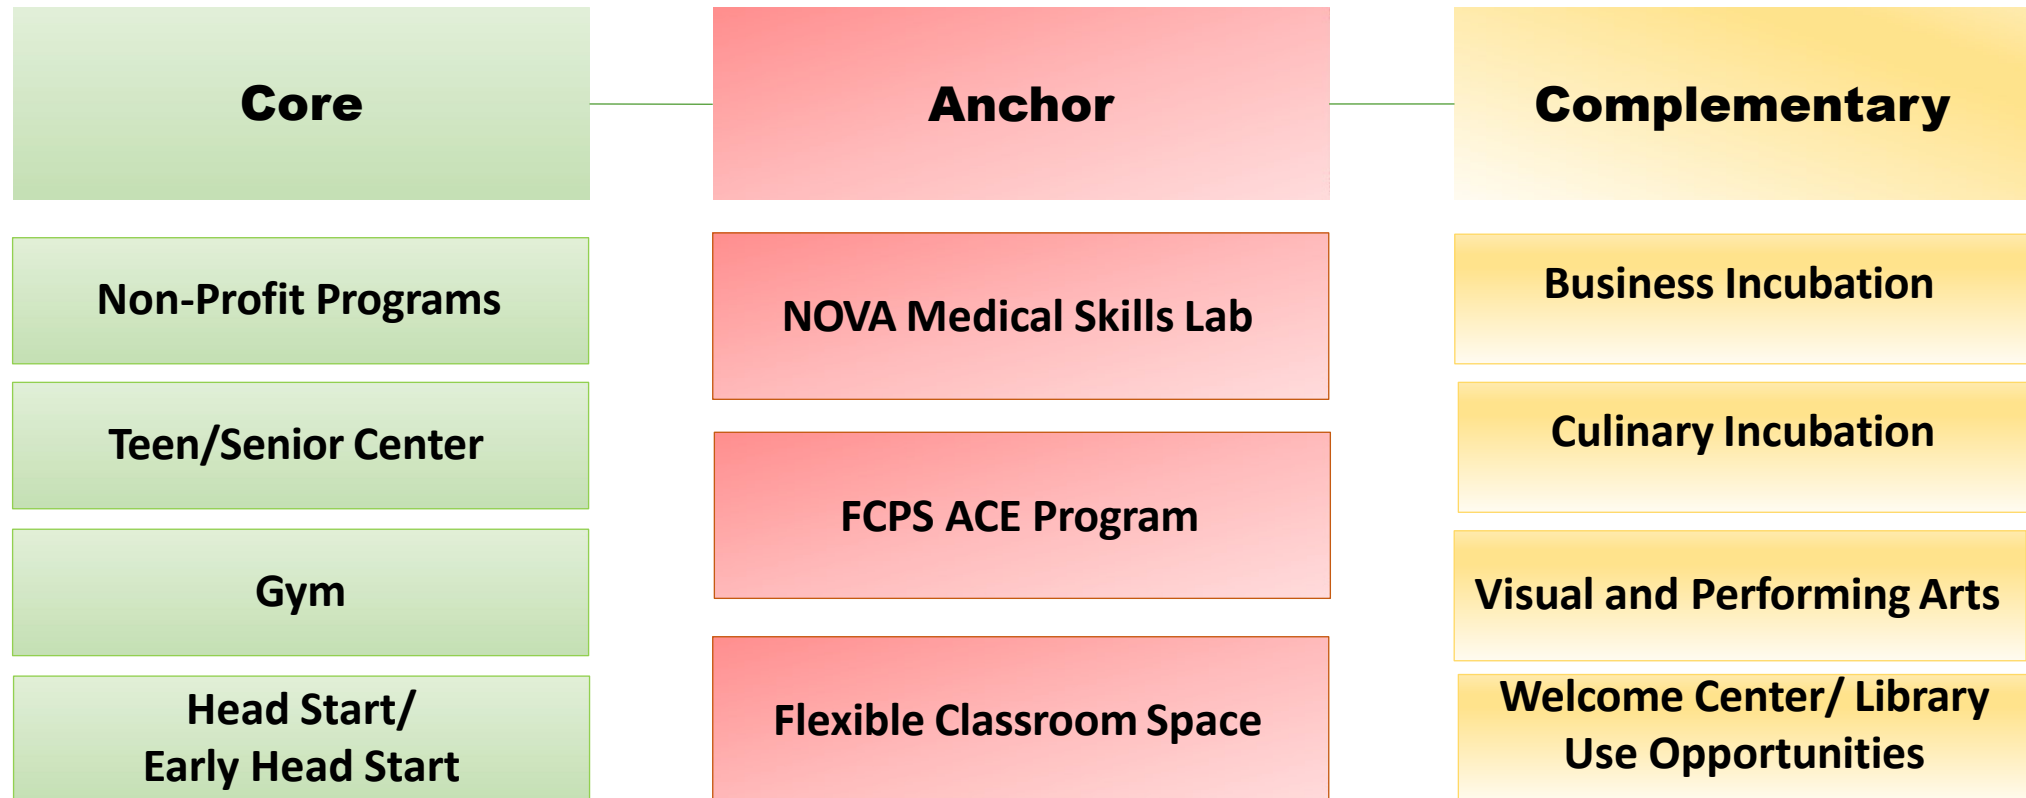 Core
Anchor
Complementary
Non-Profit Programs
Teen/Senior Center
Gym
Head Start/
Early Head Start
NOVA Medical Skills Lab
FCPS ACE Program
Flexible Classroom Space
Business Incubation
Culinary Incubation
Visual and Performing Arts
Welcome Center/ Library
Use Opportunities